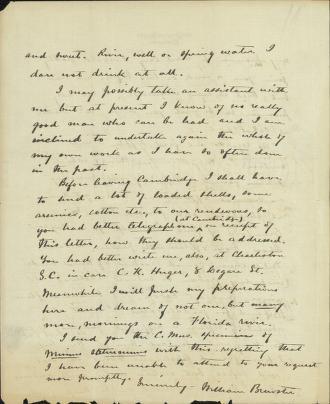 and sweet. River, well or spring water I
dare not drink at all.
I may possibly take an assistant with
me but at present I know of no really
good man who can be had and I am
inclined to undertake again the whole of
my own work as I have so often done
in the past.
Before leaving Cambridge I shall have
to send a lot of loaded shells, some
arsenic, cotton etc., to our rendezvous, so
(at Cambridge)
you had better telegraph me on receipt of
this letter, how they should be addressed.
You had better write me, also, at Charleston
S.C. in care C. K. Huger, 8 Legare St.
Meanwhile I will push my preparations
here and dream of not one, but many
more, mornings on a Florida river.
I send you the C. Mus. specimens of
with this regretting that
I have been unable to attend to your request
more promptly. Sincerely William Brewster